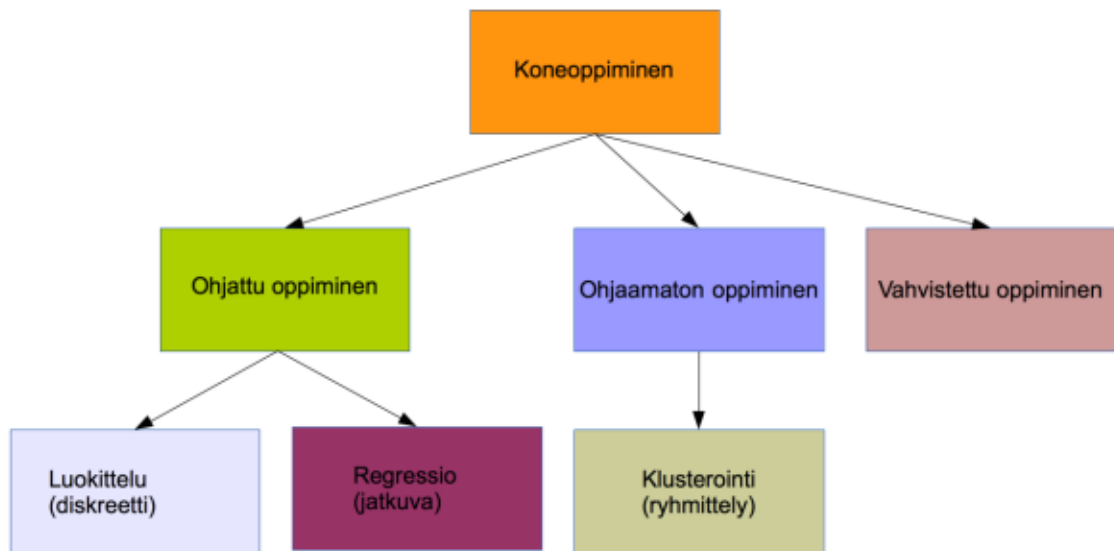 Koneoppiminen
Ohjattu oppiminen
Ohjaamaton oppiminen
Vahvistettu oppiminen
Luokittelu
(diskreetti)
Regressio
(jatkuva)
Klusterointi
(ryhmittely)